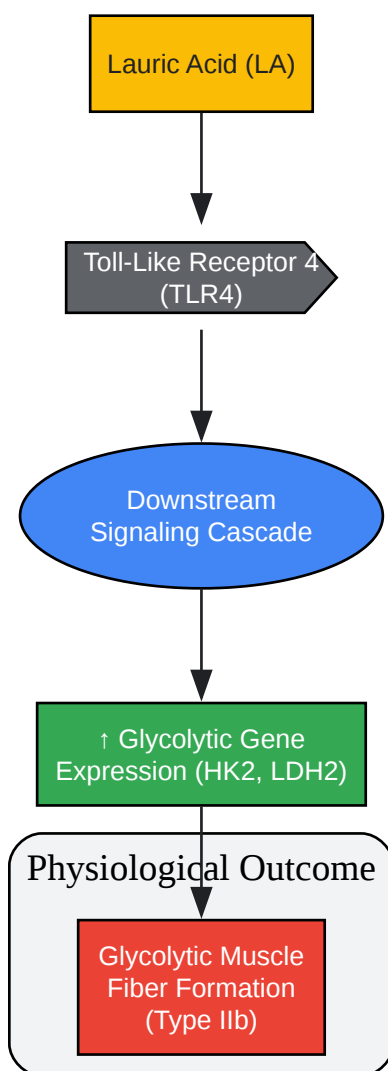 Lauric Acid (LA)
Toll-Like Receptor 4
(TLR4)
Downstream
Signaling Cascade
↑ Glycolytic Gene
Expression (HK2, LDH2)
Physiological Outcome
Glycolytic Muscle
Fiber Formation
(Type IIb)